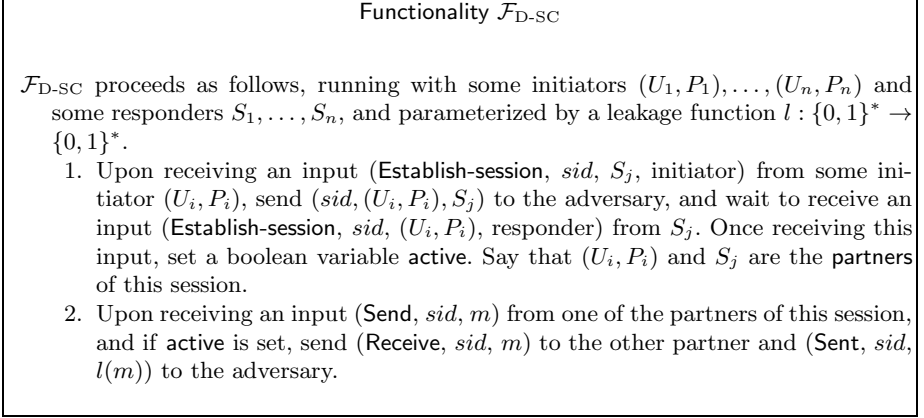 Functionality $\mathcal{F}_{\text{D-SC}}$
$\mathcal{F}_{\text{D-SC}}$ proceeds as follows, running with some initiators $(U_1, P_1), \ldots, (U_n, P_n)$ and
some responders $S_1, \ldots, S_n$, and parameterized by a leakage function $l : \{0, 1\}^* \rightarrow$
$\{0, 1\}^*$.
1. Upon receiving an input (Establish-session, $sid$, $S_j$, initiator) from some ini-
tiator $(U_i, P_i)$, send $(sid, (U_i, P_i), S_j)$ to the adversary, and wait to receive an
input (Establish-session, $sid$, $(U_i, P_i)$, responder) from $S_j$. Once receiving this
input, set a boolean variable active. Say that $(U_i, P_i)$ and $S_j$ are the partners
of this session.
2. Upon receiving an input (Send, $sid$, $m$) from one of the partners of this session,
and if active is set, send (Receive, $sid$, $m$) to the other partner and (Sent, $sid$,
$l(m)$) to the adversary.